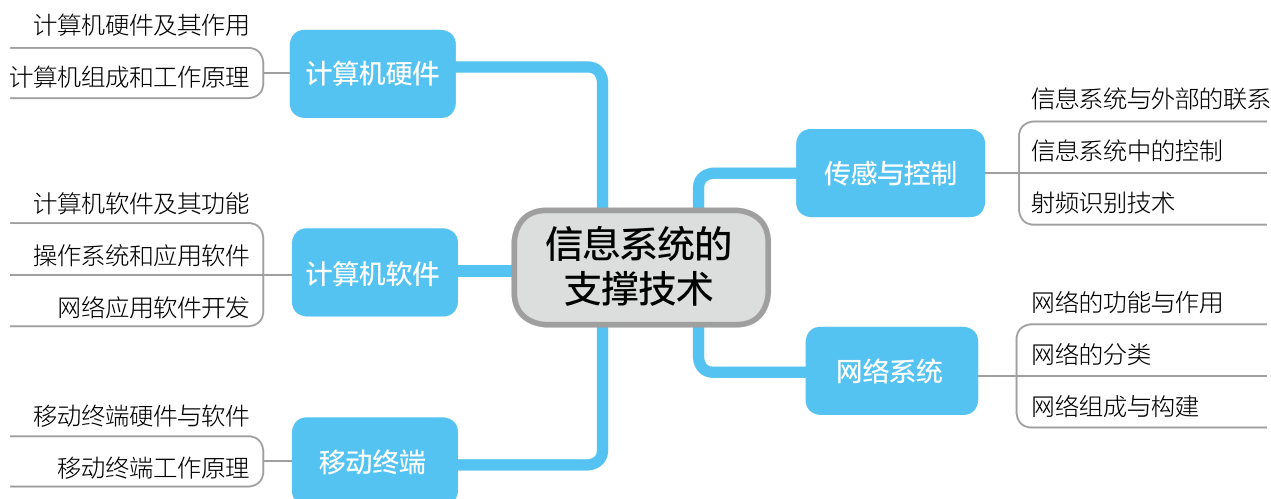 信息系统的
支撑技术
计算机硬件
计算机硬件及其作用
计算机组成和工作原理
计算机软件
计算机软件及其功能
操作系统和应用软件
网络应用软件开发
移动终端
移动终端硬件与软件
移动终端工作原理
传感与控制
信息系统与外部的联系
信息系统中的控制
射频识别技术
网络系统
网络的功能与作用
网络的分类
网络组成与构建